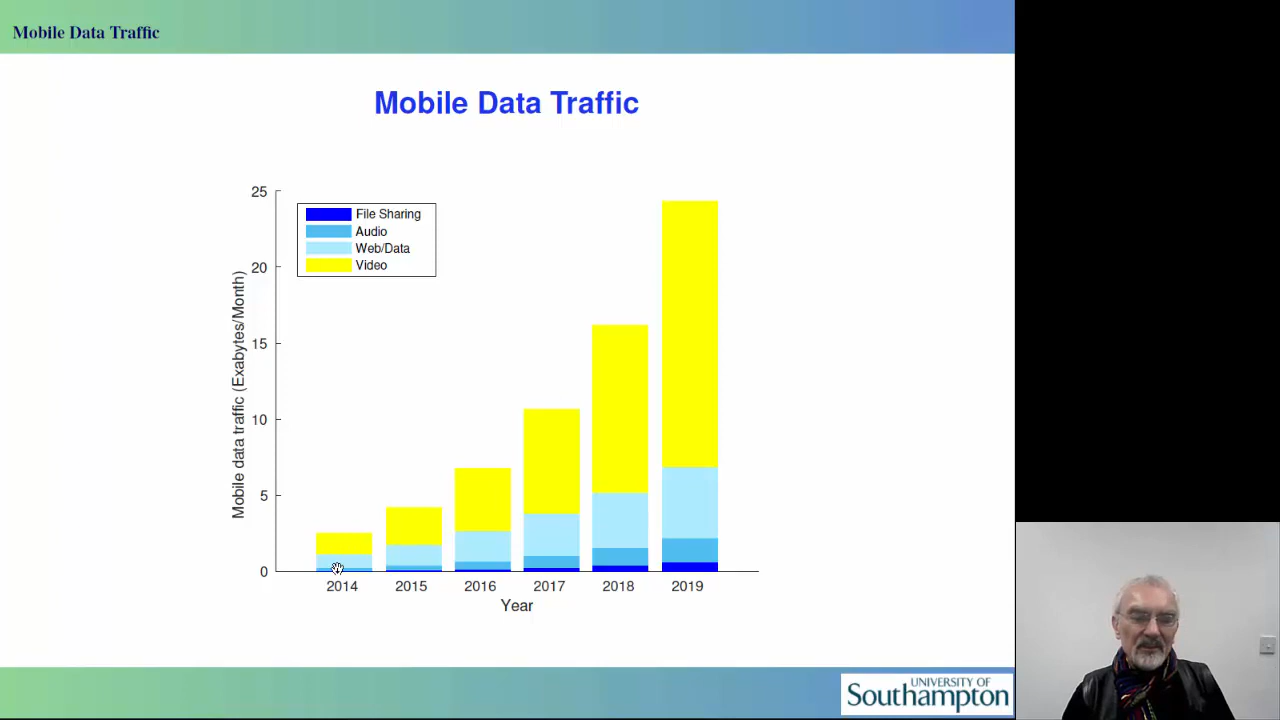 Mobile Data Traffic
Mobile Data Traffic
25
20
15
10
5
0
Mobile data traffic (Exabytes/Month)
File Sharing
Audio
Web/Data
Video
2014 2015 2016 2017 2018 2019
Year
UNIVERSITY OF
Southampton